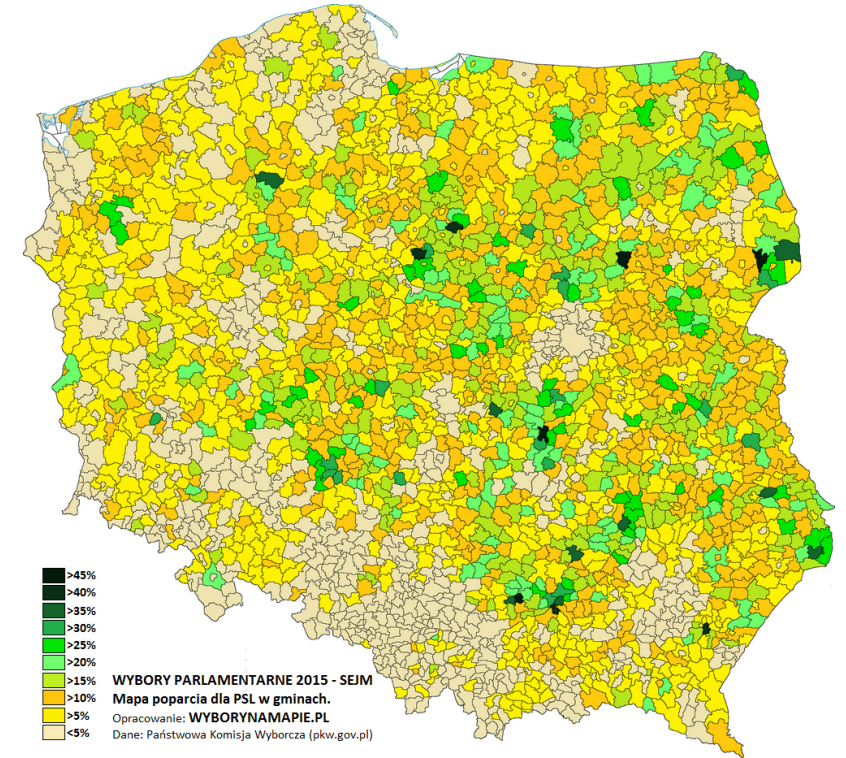 >45%
>40%
>35%
>30%
>25%
>20%
>15%
>10%
>5%
<5%
WYBORY PARLAMENTARNE 2015 - SEJM
Mapa poparcia dla PSL w gminach.
Opracowanie: WYBORYNAMAPIE.PL
Dane: Państwowa Komisja Wyborcza (pkw.gov.pl)